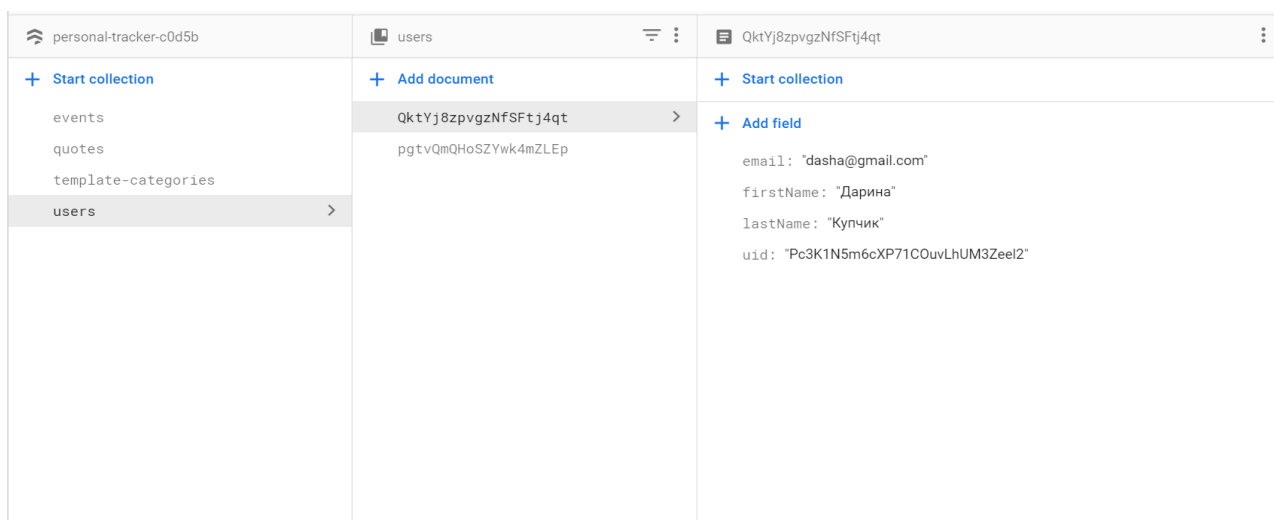 personal-tracker-c0d5b
Start collection
events
quotes
template-categories
users
users
Add document
QktYj8zpvgzNfSFtj4qt
pgtvQmQHoSZYwk4mZLEp
QktYj8zpvgzNfSFtj4qt
Start collection
Add field
email: "dasha@gmail.com"
firstName: "Дарина"
lastName: "Купчик"
uid: "Pc3K1N5m6cXP71COuvLhUM3Zeel2"